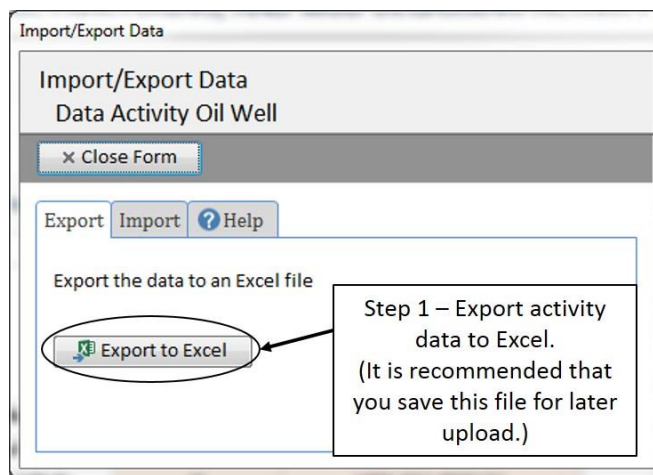 Import/Export Data
Import/Export Data
Data Activity Oil Well
× Close Form
Export Import Help
Export the data to an Excel file
Export to Excel
Step 1 – Export activity
data to Excel.
(It is recommended that
you save this file for later
upload.)